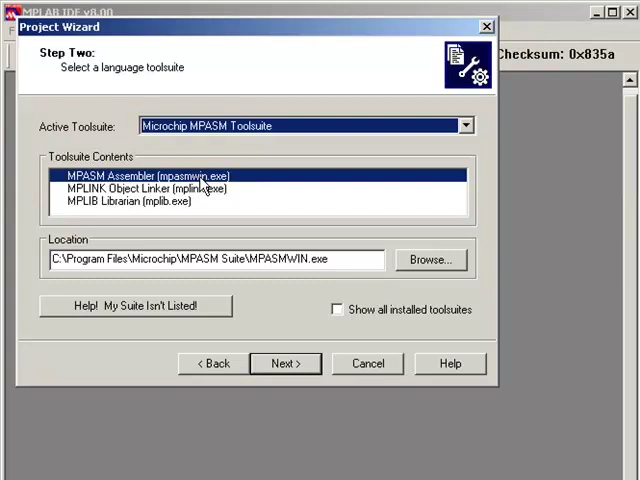 MPLAB IDE v8.00
Project Wizard
Checksum: 0x835a
Step Two:
Select a language toolsuite
Active Toolsuite:
Microchip MPASM Toolsuite
Toolsuite Contents
MPASM Assembler (mpasmwin.exe)
MPLINK Object Linker (mplink.exe)
MPLIB Librarian (mplib.exe)
Location
C:\Program Files\Microchip\MPASM Suite\MPASMWIN.exe
Browse...
Help! My Suite Isn't Listed!
Show all installed toolsuites
< Back
Next >
Cancel
Help